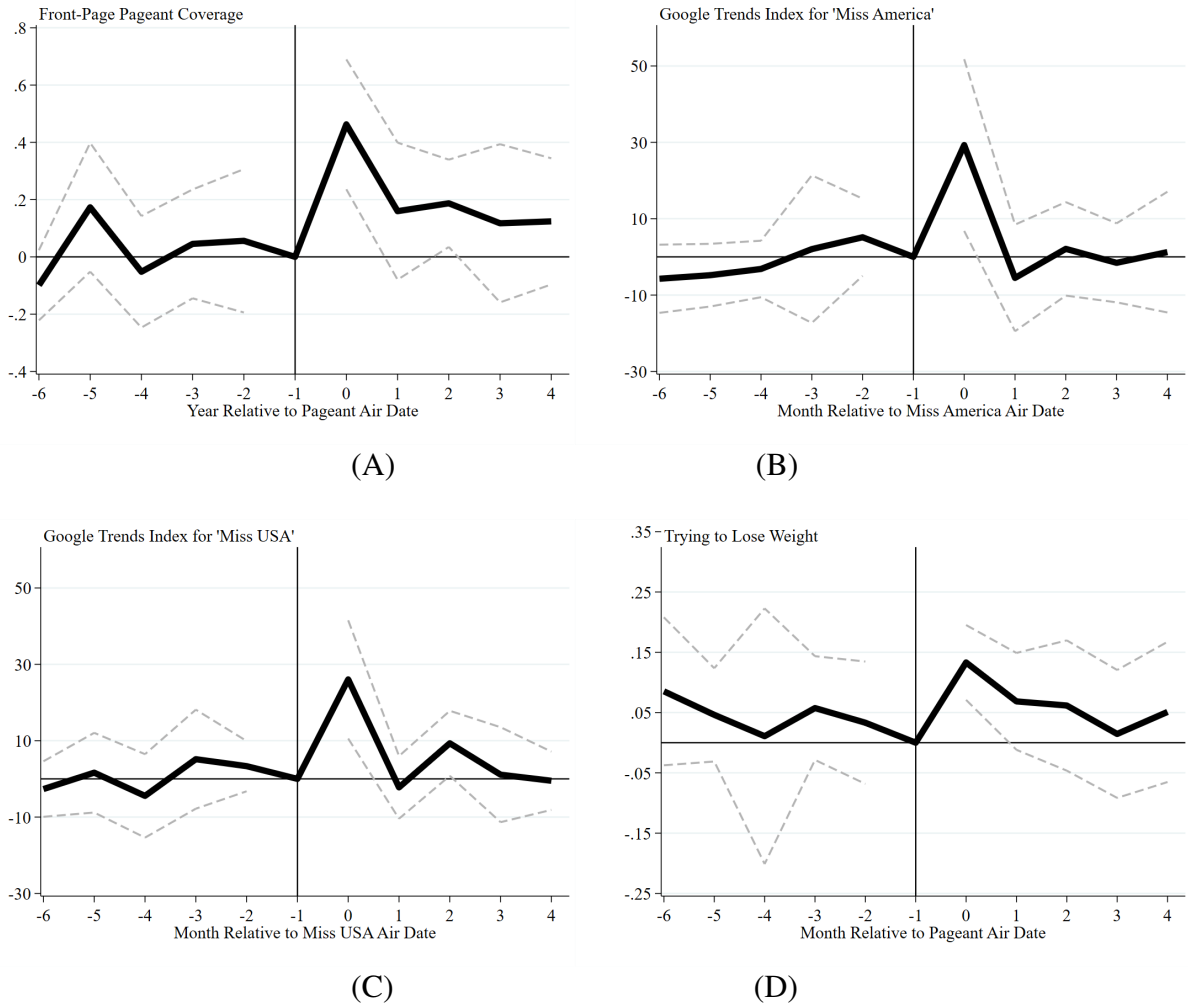 Front-Page Pageant Coverage
.8
.6
.4
.2
0
-.2
-.4
-6 -5 -4 -3 -2 -1 0 1 2 3 4
Year Relative to Pageant Air Date
(A)
Google Trends Index for 'Miss America'
50
30
10
-10
-30
-6 -5 -4 -3 -2 -1 0 1 2 3 4
Month Relative to Miss America Air Date
(B)
Google Trends Index for 'Miss USA'
50
30
10
-10
-30
-6 -5 -4 -3 -2 -1 0 1 2 3 4
Month Relative to Miss USA Air Date
(C)
Trying to Lose Weight
.35
.25
.15
.05
-.05
-.15
-.25
-6 -5 -4 -3 -2 -1 0 1 2 3 4
Month Relative to Pageant Air Date
(D)